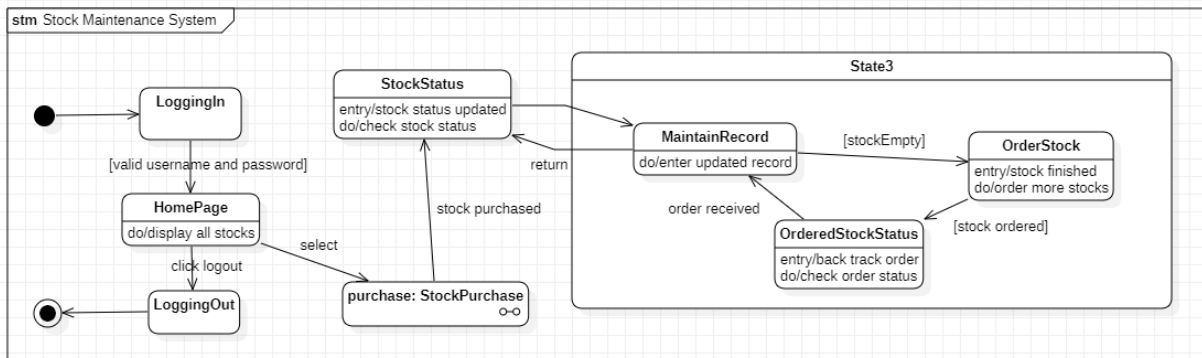 stm Stock Maintenance System
State3
StockStatus
entry/stock status updated
do/check stock status
LoggingIn
MaintainRecord
do/enter updated record
[stockEmpty]
OrderStock
entry/stock finished
do/order more stocks
[valid username and password]
return
HomePage
do/display all stocks
stock purchased
order received
[stock ordered]
OrderedStockStatus
entry/back track order
do/check order status
select
click logout
LoggingOut
purchase: StockPurchase